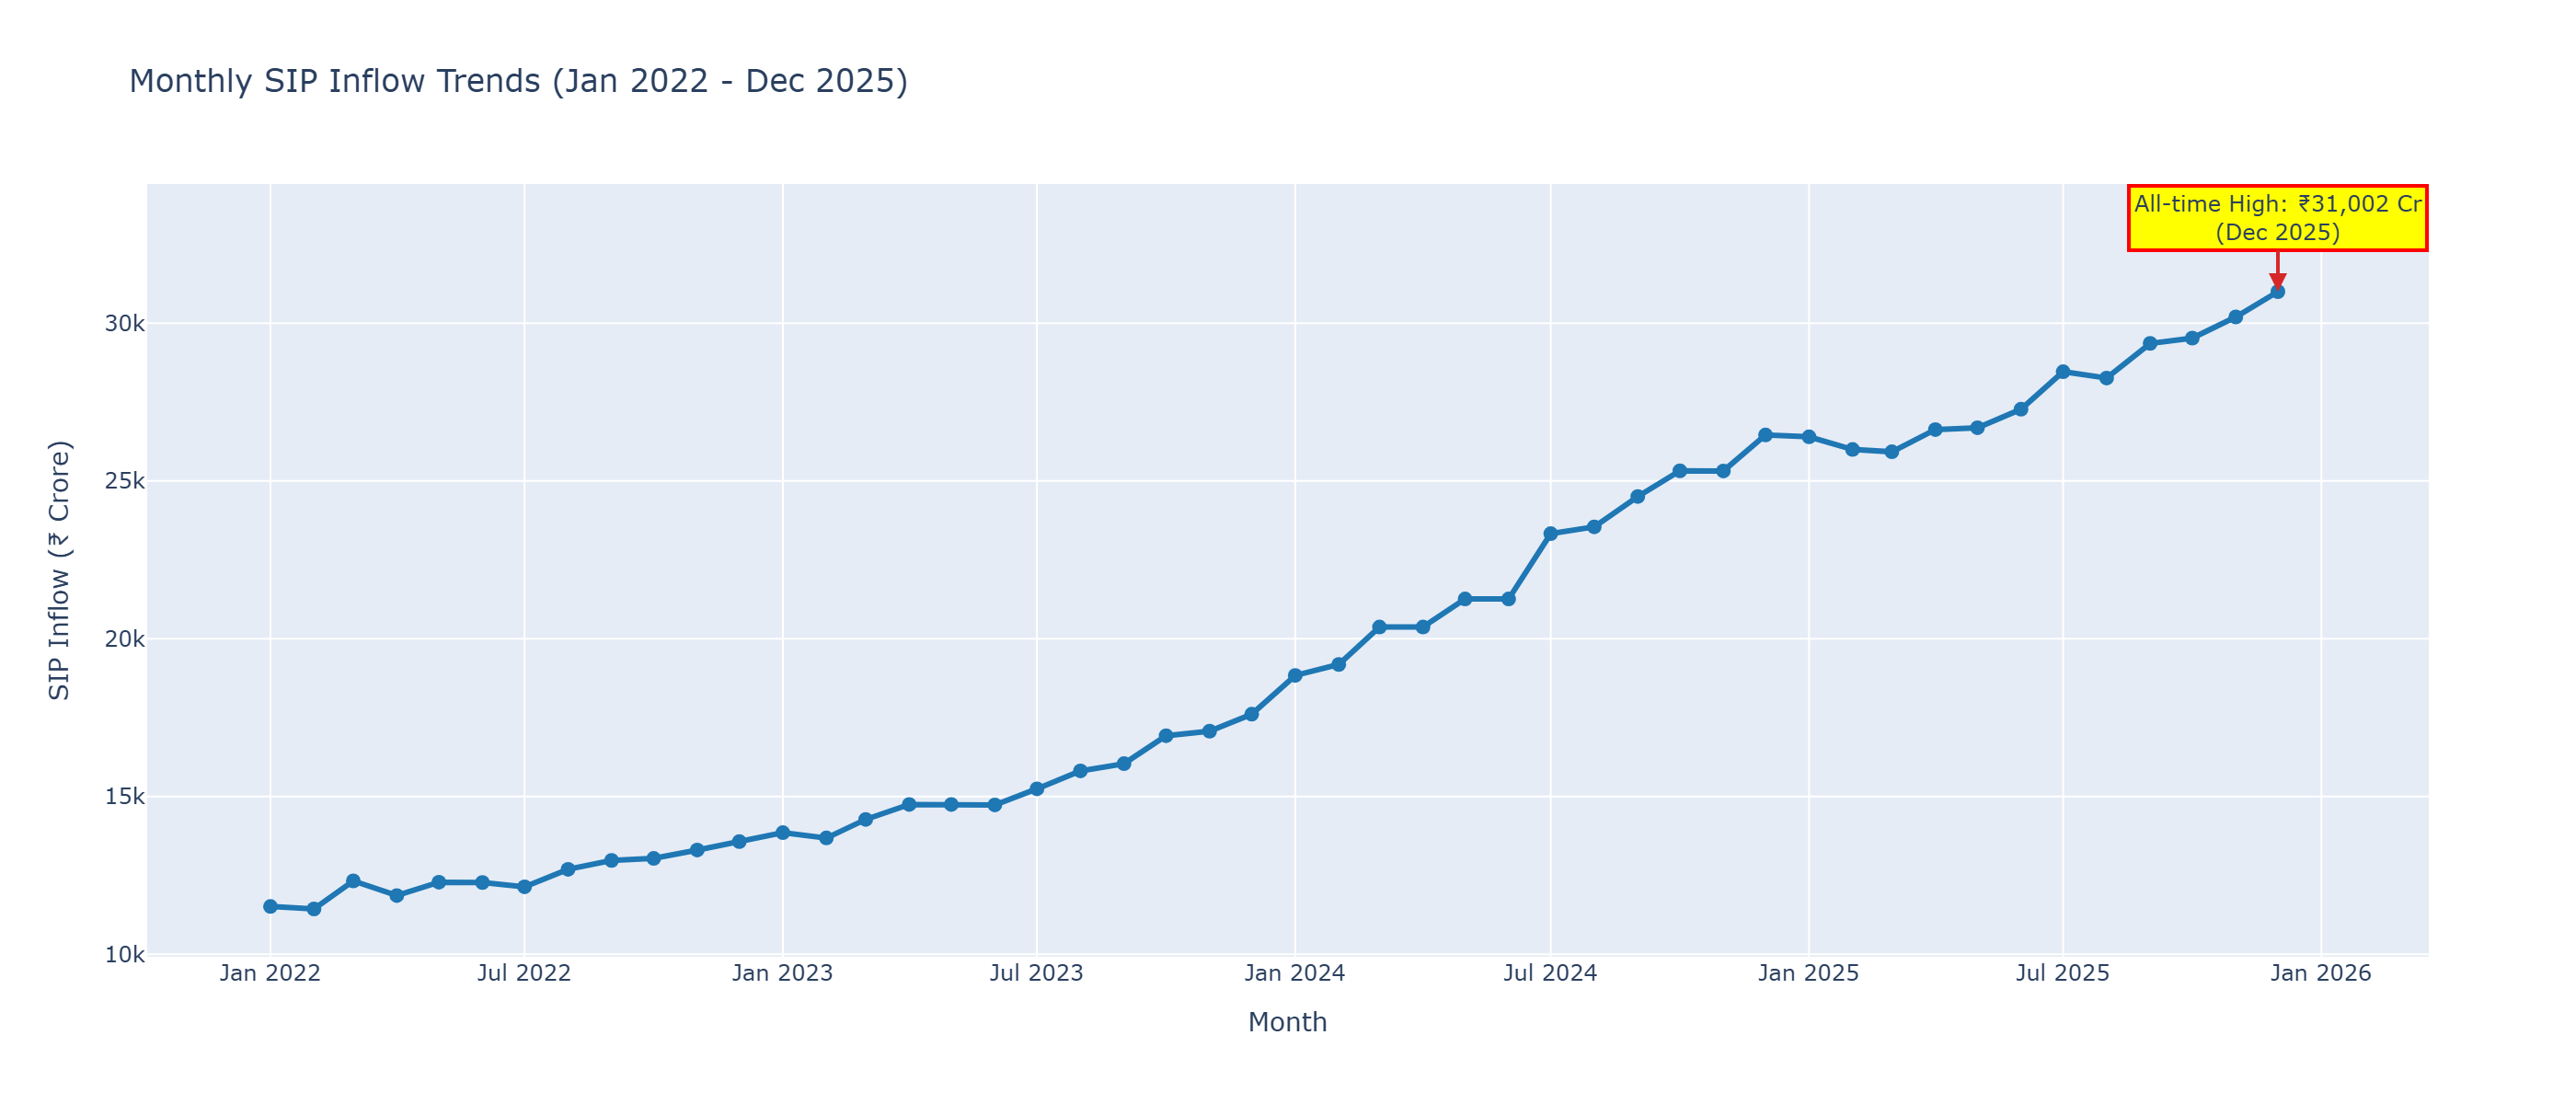 Monthly SIP Inflow Trends (Jan 2022 - Dec 2025)
All-time High: ₹31,002 Cr
(Dec 2025)
SIP Inflow (₹ Crore)
30k
25k
20k
15k
10k
Jan 2022
Jul 2022
Jan 2023
Jul 2023
Jan 2024
Jul 2024
Jan 2025
Jul 2025
Jan 2026
Month